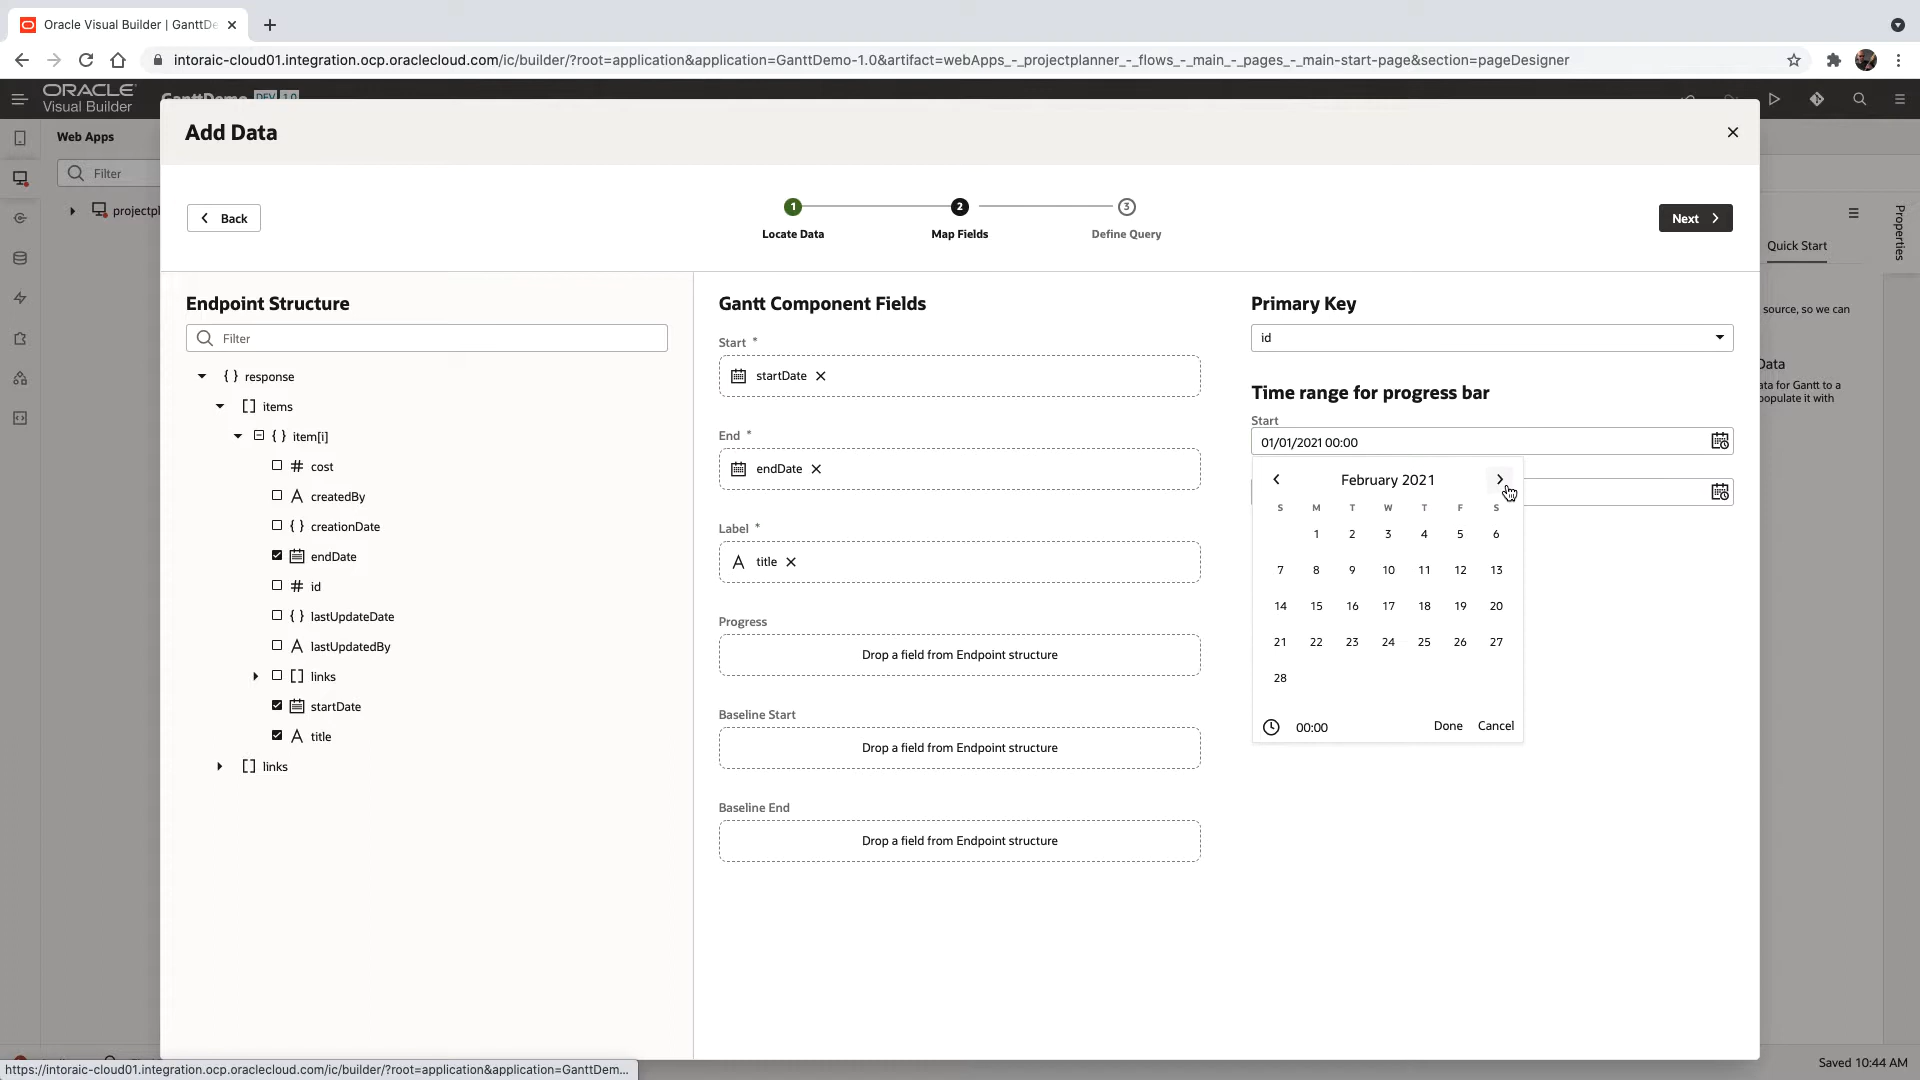 Oracle Visual Builder | GanttDe
intoraic-cloud01.integration.ocp.oraclecloud.com/ic/builder/?root=application&application=GanttDemo-1.0&artifact=webApps_-_projectplanner_-_flows_-_main_-_pages_-_main-start-page&section=pageDesigner
ORACLE
Visual Builder
GanttDemo DEV 1.0
Web Apps
Filter
projectpl
Add Data
Back
1
2
3
Locate Data
Map Fields
Define Query
Next
Properties
Quick Start
source, so we can
Data
ata for Gantt to a
populate it with
Endpoint Structure
Filter
{ } response
[ ] items
{ } item[i]
# cost
A createdBy
{ } creationDate
endDate
# id
{ } lastUpdateDate
A lastUpdatedBy
[ ] links
startDate
A title
[ ] links
Gantt Component Fields
Start *
startDate
End *
endDate
Label *
A title
Progress
Drop a field from Endpoint structure
Baseline Start
Drop a field from Endpoint structure
Baseline End
Drop a field from Endpoint structure
Primary Key
id
Time range for progress bar
Start
01/01/2021 00:00
February 2021
S M T W T F S
1 2 3 4 5 6
7 8 9 10 11 12 13
14 15 16 17 18 19 20
21 22 23 24 25 26 27
28
00:00 Done Cancel
https://intoraic-cloud01.integration.ocp.oraclecloud.com/ic/builder/?root=application&application=GanttDem...
Saved 10:44 AM